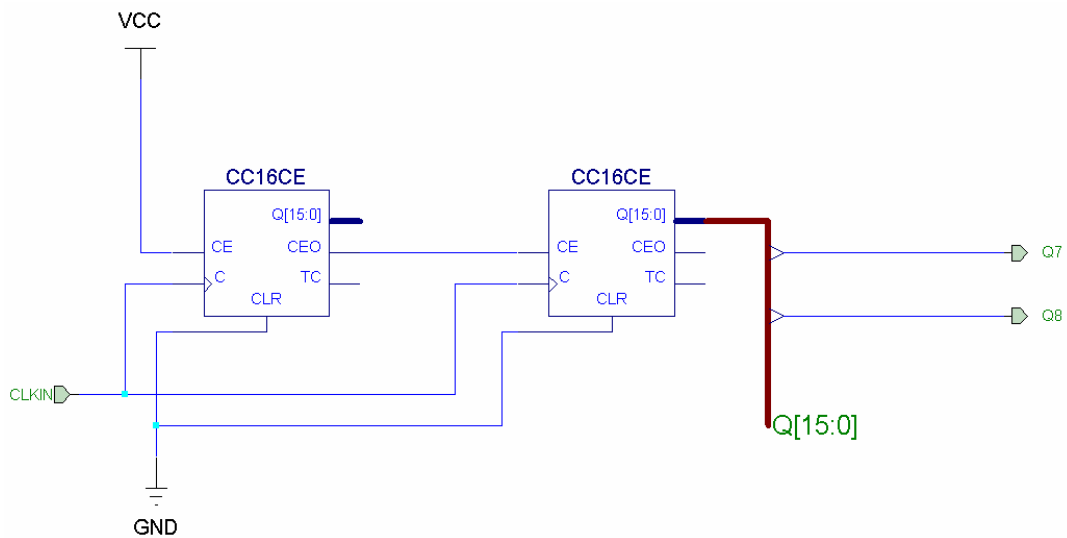 VCC
CC16CE
CC16CE
Q[15:0]
CE
CEO
C
TC
CLR
Q[15:0]
CE
CEO
C
TC
CLR
Q7
Q8
CLKIN
Q[15:0]
GND